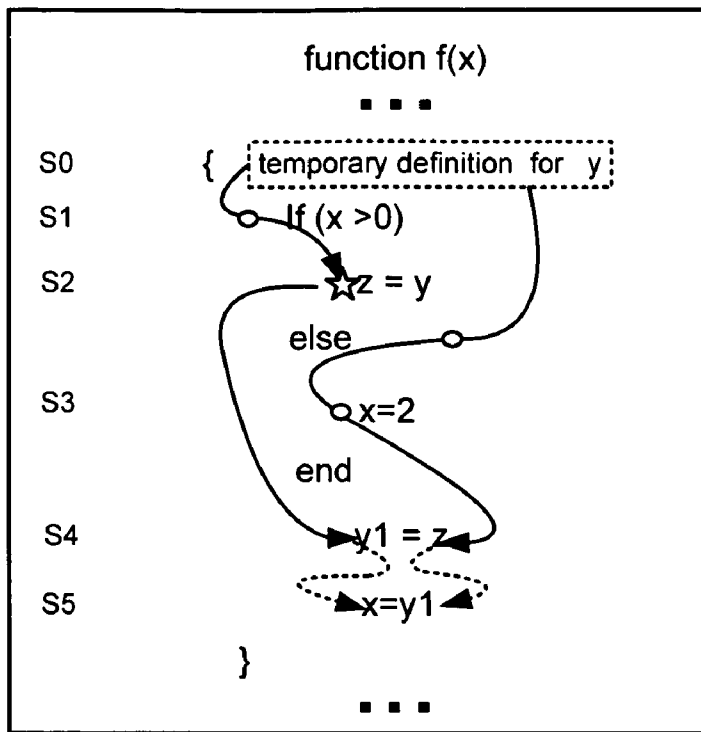 function f(x)
...
S0 { temporary definition for y
S1 If (x >0)
S2 z = y
else
S3 x=2
end
S4 y1 = z
S5 x=y1
}
...